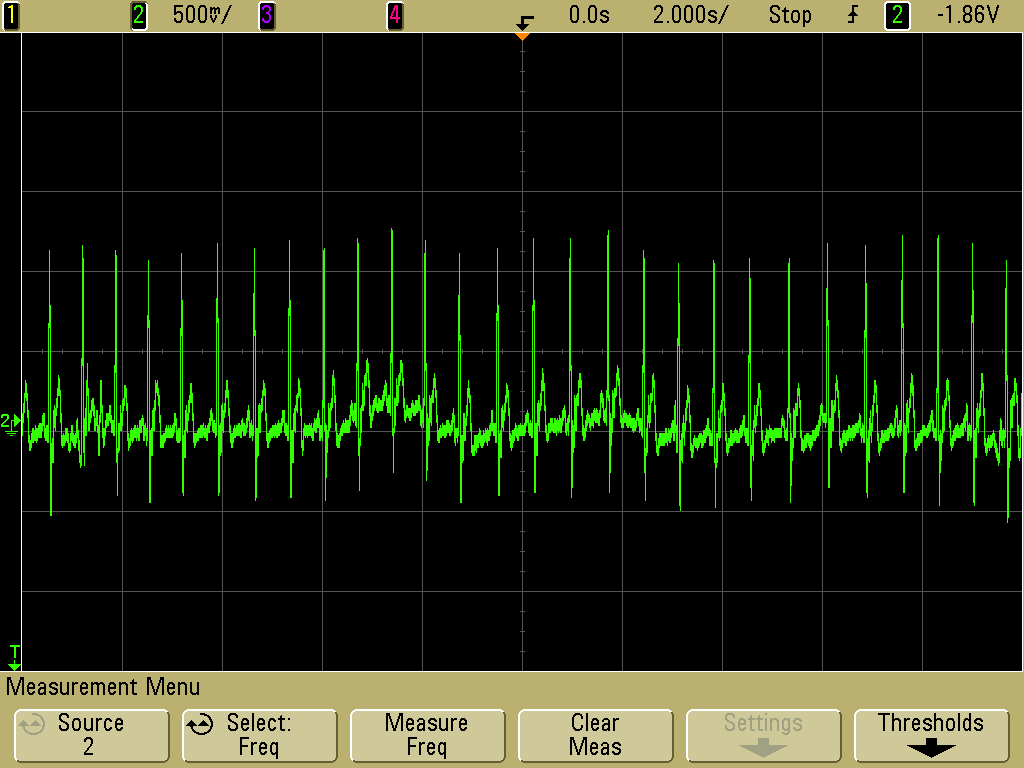 1 2 500mV/ 3 4 0.0s 2.000s/ Stop 2 -1.86V
2
T
Measurement Menu
Source Select: Measure Clear Settings Thresholds
2 Freq Freq Meas